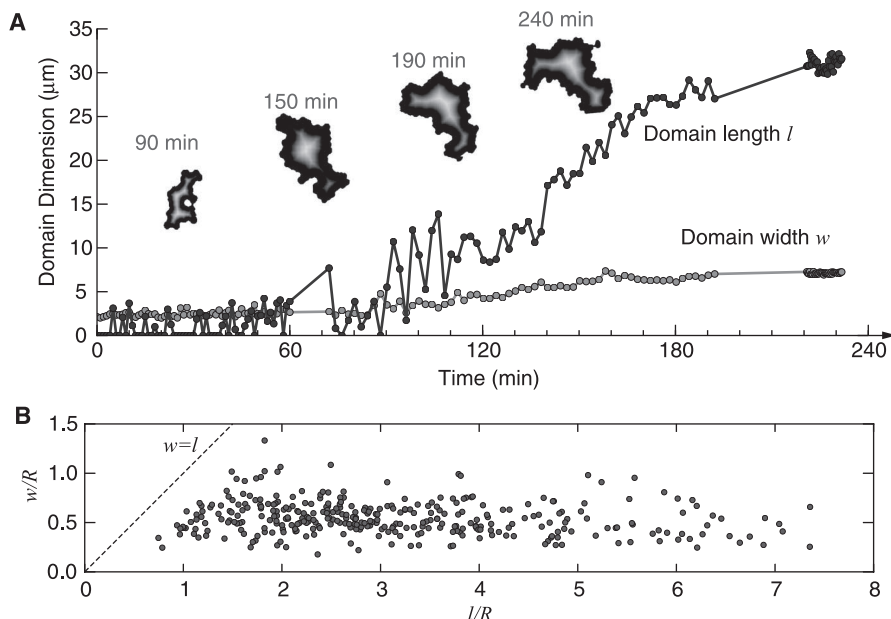 A
Domain Dimension (μm)
35
30
25
20
15
10
5
0
90 min
150 min
190 min
240 min
Domain length l
Domain width w
0 60 120 180 240
Time (min)
B
w/R
1.5
1.0
0.5
0.0
w=l
0 1 2 3 4 5 6 7 8
l/R